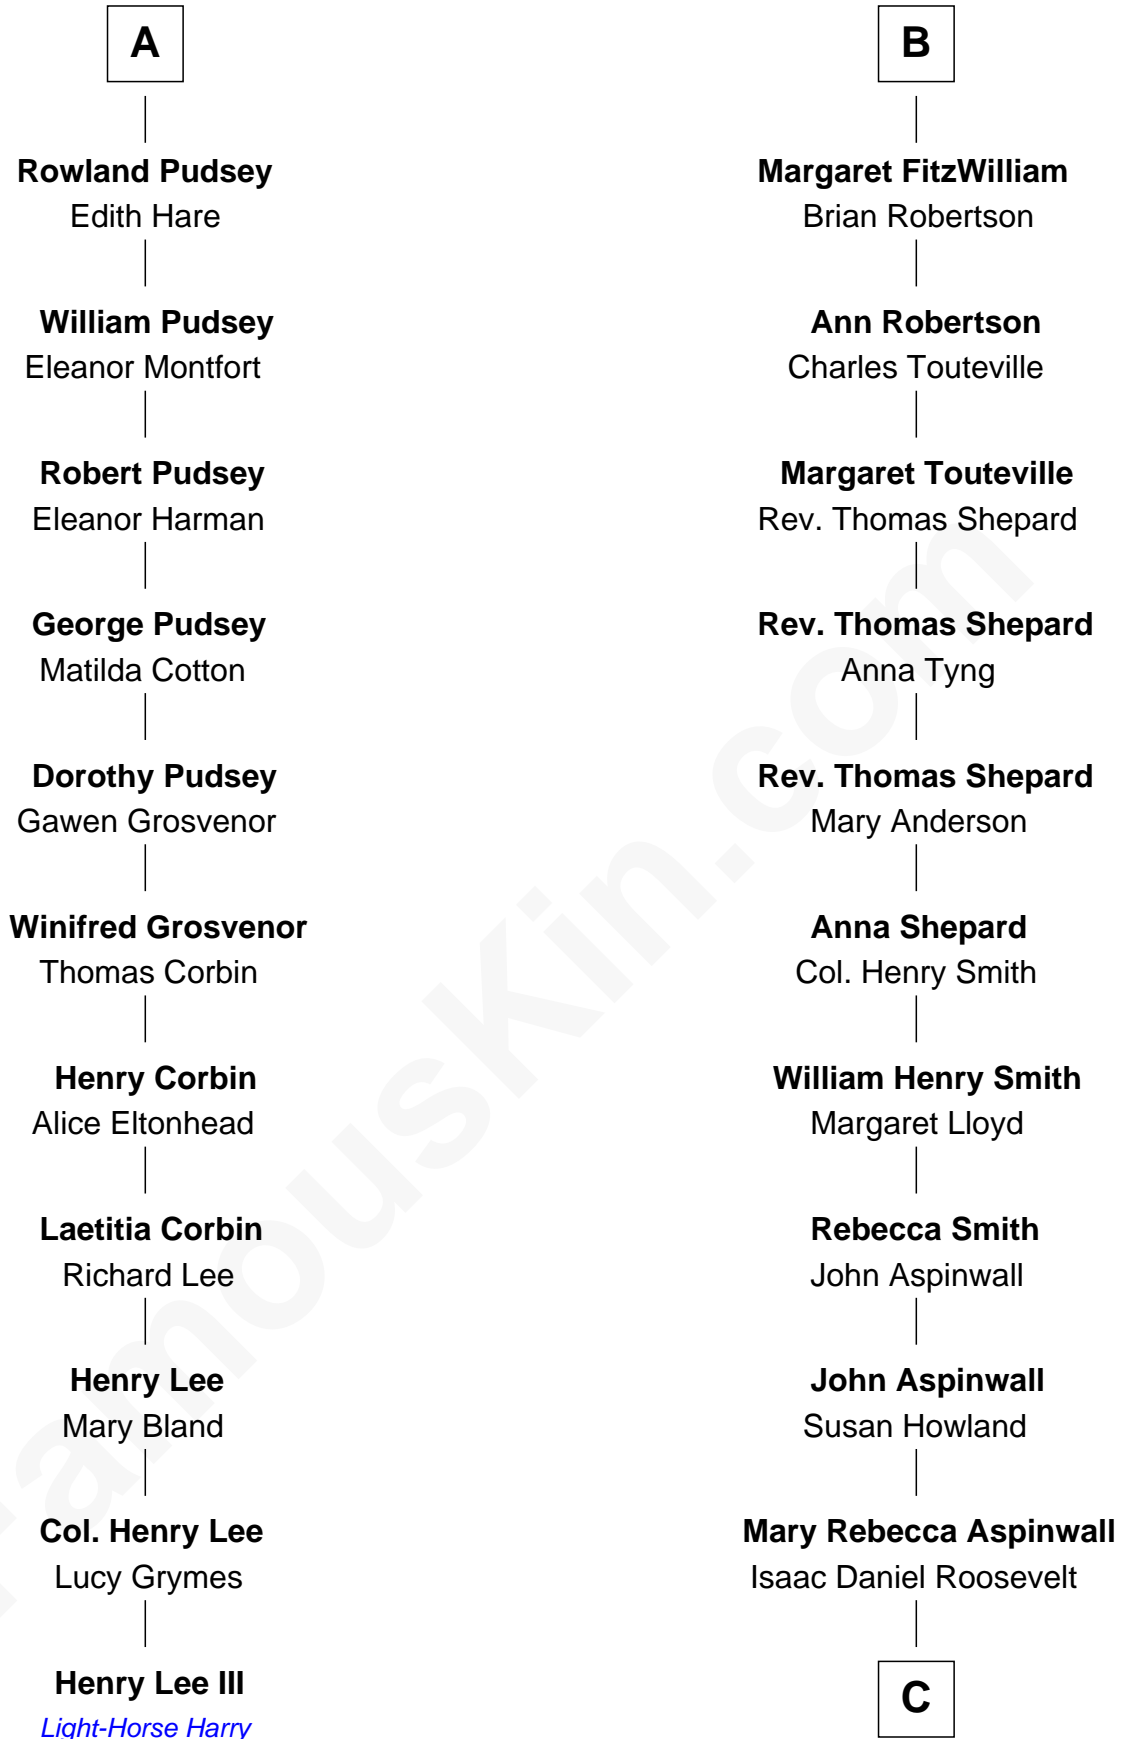 A
Rowland Pudsey
Edith Hare
William Pudsey
Eleanor Montfort
Robert Pudsey
Eleanor Harman
George Pudsey
Matilda Cotton
Dorothy Pudsey
Gawen Grosvenor
Winifred Grosvenor
Thomas Corbin
Henry Corbin
Alice Eltonhead
Laetitia Corbin
Richard Lee
Henry Lee
Mary Bland
Col. Henry Lee
Lucy Grymes
Henry Lee III
Light-Horse Harry
B
Margaret FitzWilliam
Brian Robertson
Ann Robertson
Charles Touteville
Margaret Touteville
Rev. Thomas Shepard
Rev. Thomas Shepard
Anna Tyng
Rev. Thomas Shepard
Mary Anderson
Anna Shepard
Col. Henry Smith
William Henry Smith
Margaret Lloyd
Rebecca Smith
John Aspinwall
John Aspinwall
Susan Howland
Mary Rebecca Aspinwall
Isaac Daniel Roosevelt
C
FamousKin.com